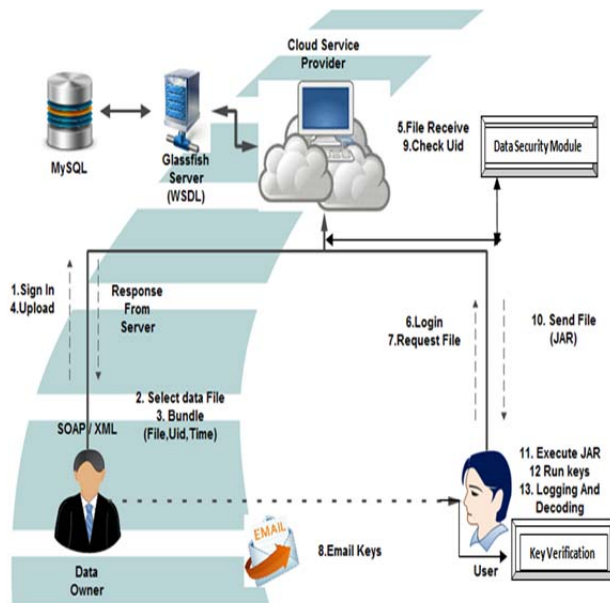 Cloud Service
Provider
MySQL
Glassfish
Server
(WSDL)
5.File Receive
9.Check Uid
Data Security Module
1.Sign In
4.Upload
Response
From
Server
6.Login
7.Request File
10. Send File
(JAR)
2. Select data File
3. Bundle
(File,Uid,Time)
SOAP / XML
11. Execute JAR
12 Run keys
13. Logging And
Decoding
EMAIL
8.Email Keys
Data
Owner
User
Key Verification